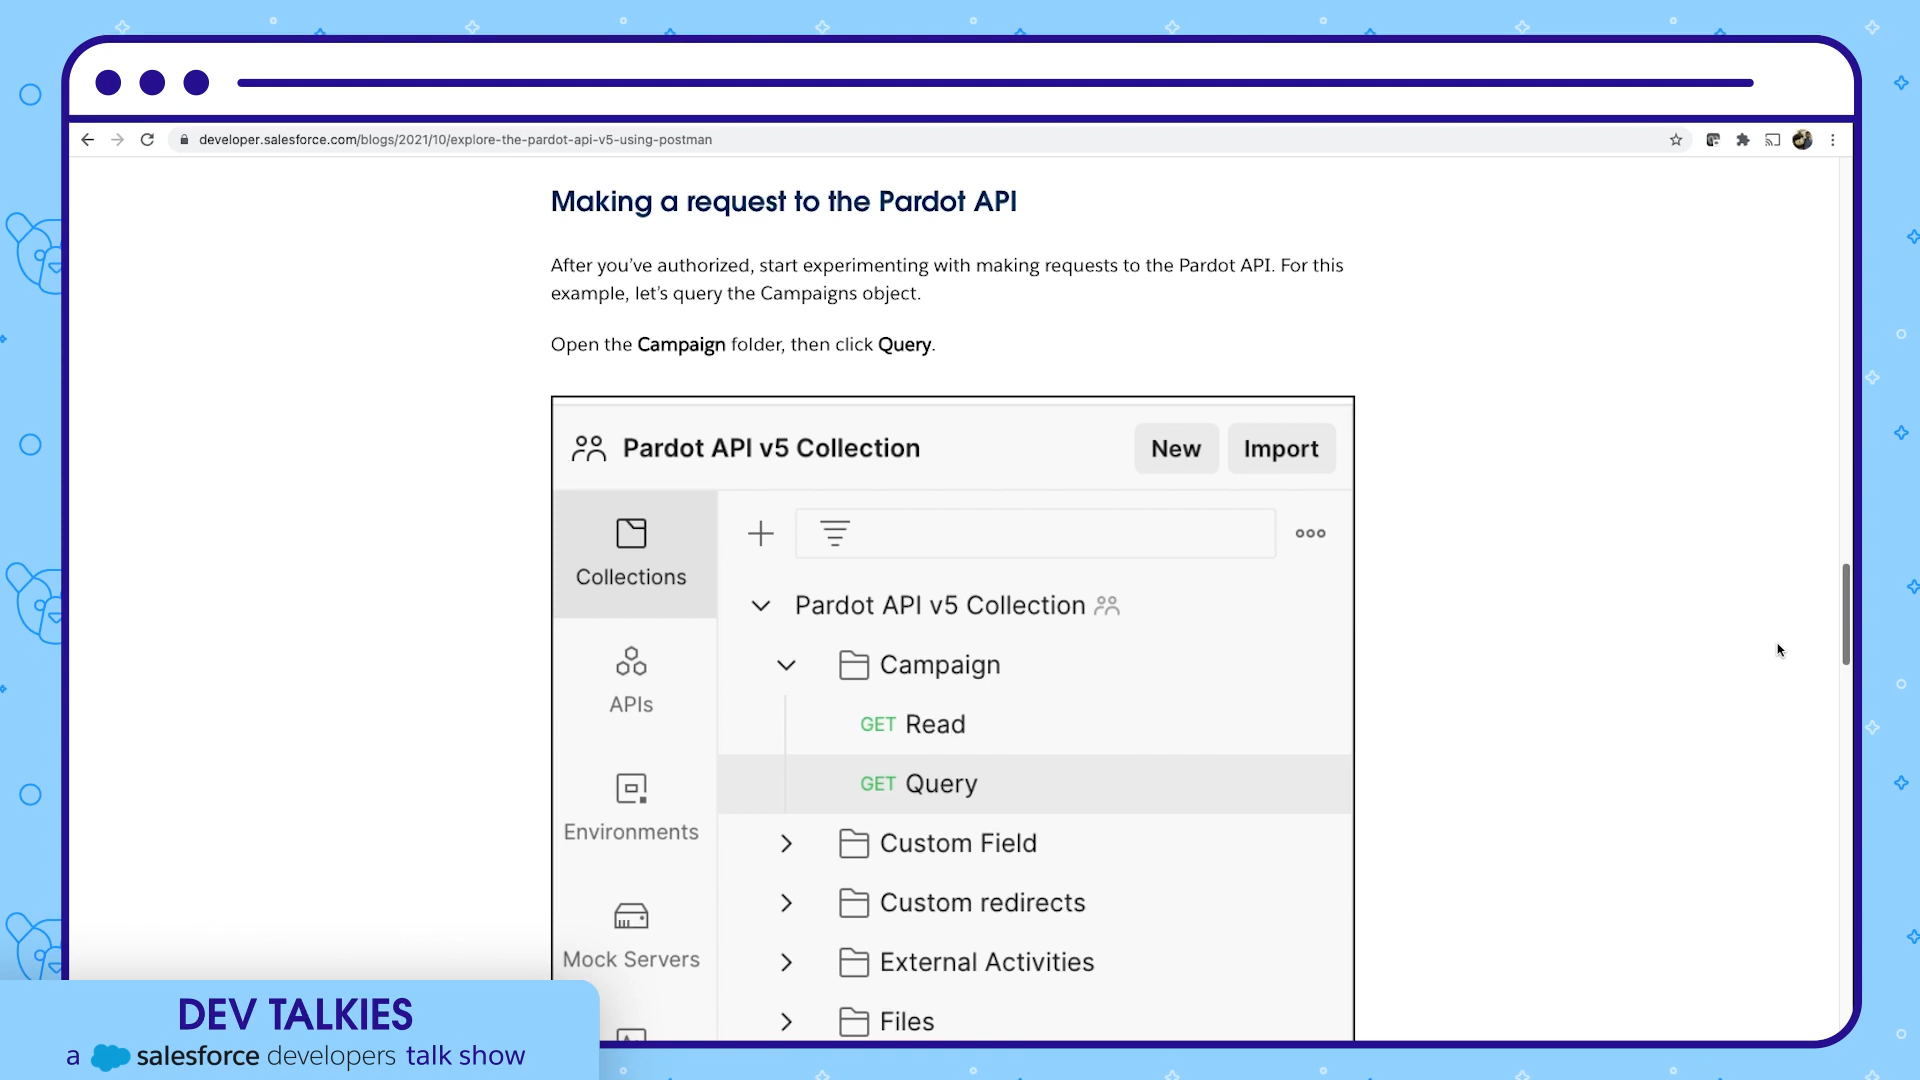 developer.salesforce.com/blogs/2021/10/explore-the-pardot-api-v5-using-postman
Making a request to the Pardot API
After you’ve authorized, start experimenting with making requests to the Pardot API. For this
example, let’s query the Campaigns object.
Open the Campaign folder, then click Query.
Pardot API v5 Collection
New
Import
Collections
APIs
Environments
Mock Servers
Pardot API v5 Collection
Campaign
GET Read
GET Query
Custom Field
Custom redirects
External Activities
Files
DEV TALKIES
a salesforce developers talk show